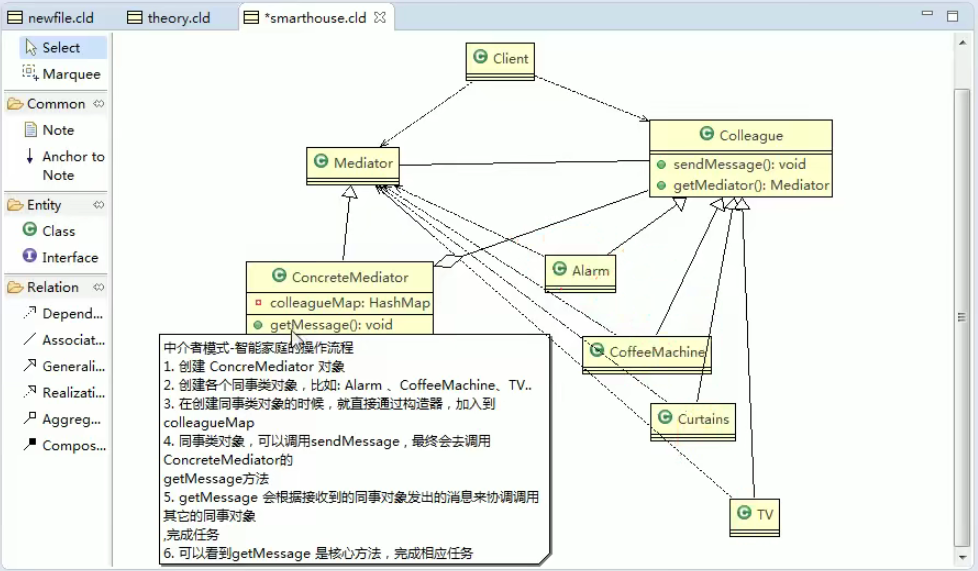 newfile.cld
theory.cld
*smarthouse.cld
Select
Marquee
Common
Note
Anchor to
Note
Entity
Class
Interface
Relation
Depend...
Associat...
Generali...
Realizati...
Aggreg...
Compos...
Client
Mediator
Colleague
sendMessage(): void
getMediator(): Mediator
ConcreteMediator
colleagueMap: HashMap
getMessage(): void
Alarm
CoffeeMachine
Curtains
TV
中介者模式-智能家庭的操作流程
1. 创建 ConcreMediator 对象
2. 创建各个同事类对象，比如: Alarm 、CoffeeMachine、TV..
3. 在创建同事类对象的时候，就直接通过构造器，加入到
colleagueMap
4. 同事类对象，可以调用sendMessage，最终会去调用
ConcreteMediator的
getMessage方法
5. getMessage 会根据接收到的同事对象发出的消息来协调调用
其它的同事对象
,完成任务
6. 可以看到getMessage 是核心方法，完成相应任务